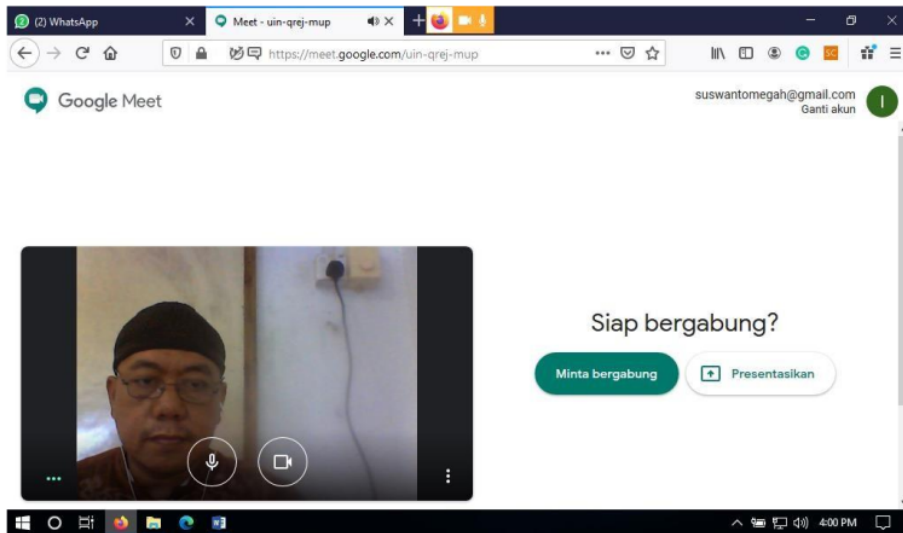 (2) WhatsApp
Meet - uin-qrej-mup
https://meet.google.com/uin-qrej-mup
SC
Google Meet
suswantomegah@gmail.com
Ganti akun
I
Siap bergabung?
Minta bergabung
Presentasikan
4:00 PM